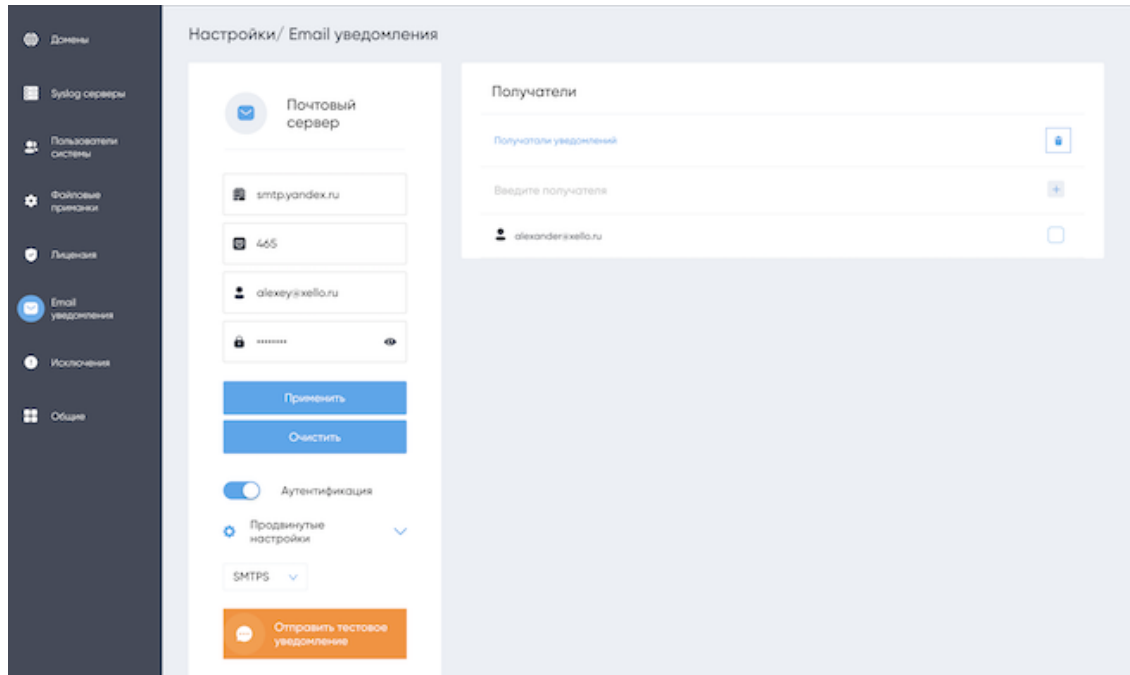 Настройки/ Email уведомления
Домены
Syslog серверы
Пользователи
системы
Файловые
приманки
Лицензия
Email
уведомления
Исключения
Общие
Почтовый
сервер
smtp.yandex.ru
465
alexey@xello.ru
••••••••
Применить
Очистить
Аутентификация
Продвинутые
настройки
SMTPS
Отправить тестовое
уведомление
Получатели
Получатали уведомлений
Введите получателя
alexander@xello.ru